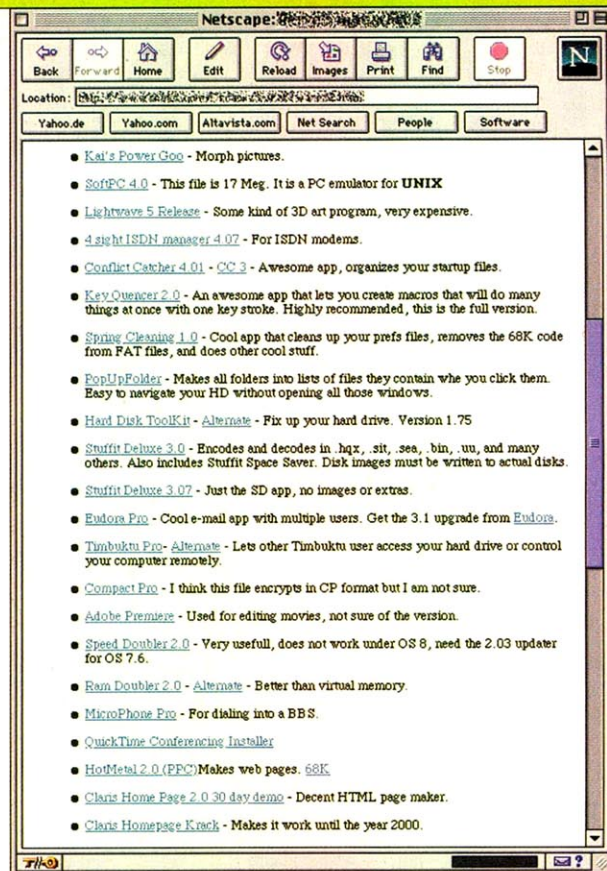 Netscape:
Back Forward Home Edit Reload Images Print Find Stop
N
Location:
Yahoo.de Yahoo.com Altavista.com Net Search People Software
Kai's Power Goo - Morph pictures.
SoftPC 4.0 - This file is 17 Meg. It is a PC emulator for UNIX
Lightwave 5 Release - Some kind of 3D art program, very expensive.
4 sight ISDN manager 4.07 - For ISDN modems.
Conflict Catcher 4.01 - CC 3 - Awesome app, organizes your startup files.
Key Quencer 2.0 - An awesome app that lets you create macros that will do many
things at once with one key stroke. Highly recommended, this is the full version.
Spring Cleaning 1.0 - Cool app that cleans up your prefs files, removes the 68K code
from FAT files, and does other cool stuff.
PopUpFolder - Makes all folders into lists of files they contain whe you click them.
Easy to navigate your HD without opening all those windows.
Hard Disk ToolKit - Alternate - Fix up your hard drive. Version 1.75
Stuffit Deluxe 3.0 - Encodes and decodes in .hqx, .sit, .sea, .bin, .uu, and many
others. Also includes Stuffit Space Saver. Disk images must be written to actual disks.
Stuffit Deluxe 3.07 - Just the SD app, no images or extras.
Eudora Pro - Cool e-mail app with multiple users. Get the 3.1 upgrade from Eudora.
Timbuktu Pro- Alternate - Lets other Timbuktu user access your hard drive or control
your computer remotely.
Compact Pro - I think this file encrypts in CP format but I am not sure.
Adobe Premiere - Used for editing movies, not sure of the version.
Speed Doubler 2.0 - Very usefull, does not work under OS 8, need the 2.03 updater
for OS 7.6.
Ram Doubler 2.0 - Alternate - Better than virtual memory.
MicroPhone Pro - For dialing into a BBS.
QuickTime Conferencing Installer
HotMetal 2.0 (PPC)Makes web pages. 68K
Claris Home Page 2.0 30 day demo - Decent HTML page maker.
Claris Homepage Krack - Makes it work until the year 2000.
?